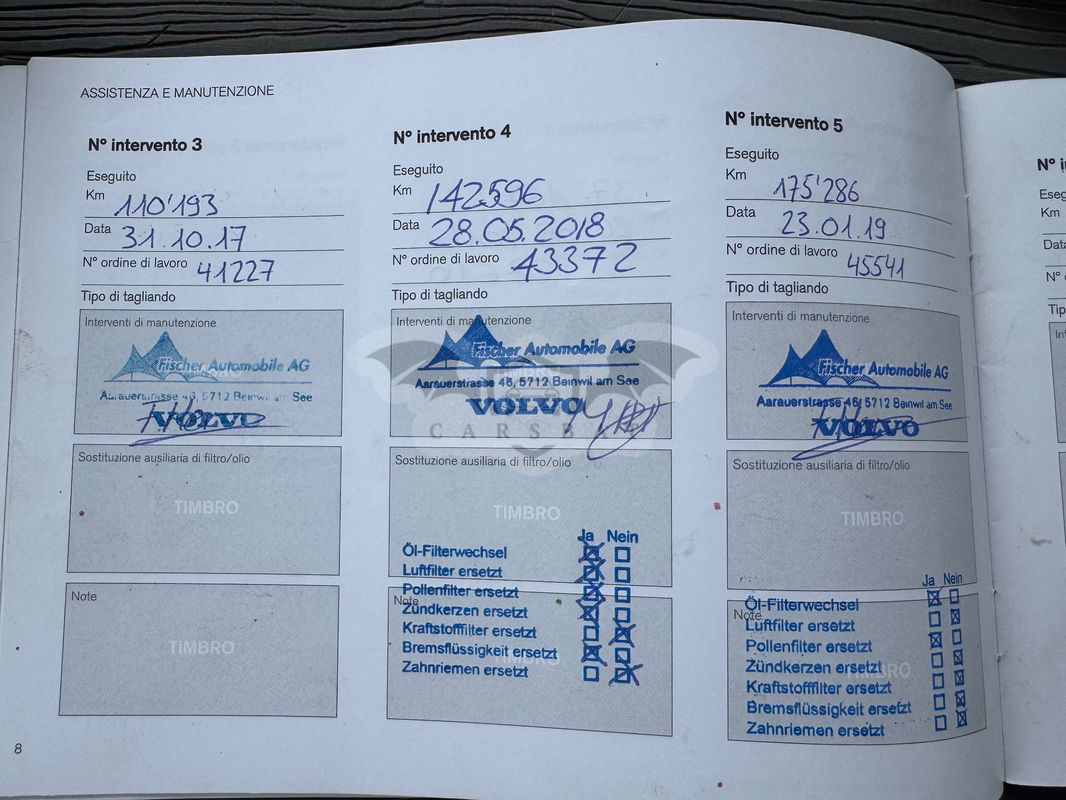 ASSISTENZA E MANUTENZIONE
N° intervento 3
Eseguito
Km 110'193
Data 31.10.17
N° ordine di lavoro 41227
Tipo di tagliando
Interventi di manutenzione
Fischer Automobile AG
Aarauerstrasse 46, 5712 Beinwil am See
VOLVO
Sostituzione ausiliaria di filtro/olio
TIMBRO
Note
TIMBRO
N° intervento 4
Eseguito
Km 142596
Data 28.05.2018
N° ordine di lavoro 43372
Tipo di tagliando
Interventi di manutenzione
Fischer Automobile AG
Aarauerstrasse 46, 5712 Beinwil am See
VOLVO
CARSBA
Sostituzione ausiliaria di filtro/olio
TIMBRO
Ja Nein
Öl-Filterwechsel
Luftfilter ersetzt
Pollenfilter ersetzt
Note
Zündkerzen ersetzt
Kraftstofffilter ersetzt
Bremsflüssigkeit ersetzt
TIMBRO
Zahnriemen ersetzt
N° intervento 5
Eseguito
Km 175'286
Data 23.01.19
N° ordine di lavoro 45541
Tipo di tagliando
Interventi di manutenzione
Fischer Automobile AG
Aarauerstrasse 46, 5712 Beinwil am See
VOLVO
Sostituzione ausiliaria di filtro/olio
TIMBRO
Ja Nein
Öl-Filterwechsel
Note
Luftfilter ersetzt
Pollenfilter ersetzt
Zündkerzen ersetzt
Kraftstofffilter ersetzt
Bremsflüssigkeit ersetzt
Zahnriemen ersetzt
N°
Km
N°
8